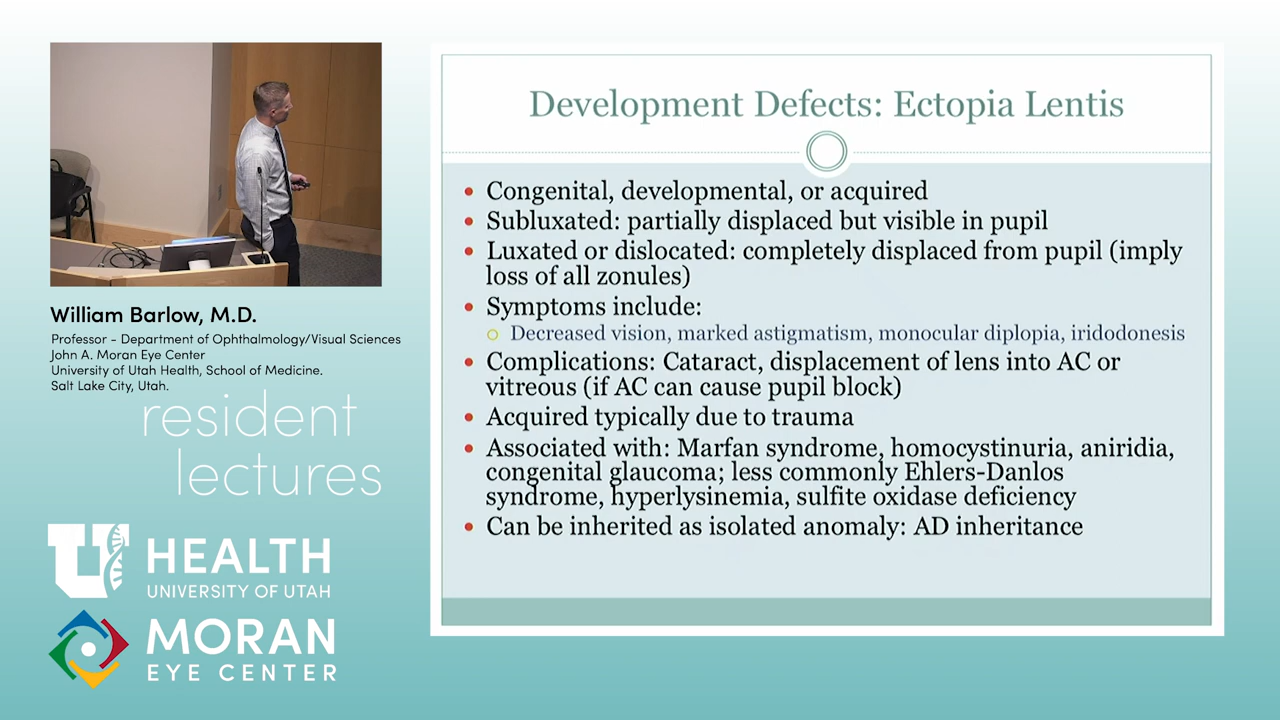 Development Defects: Ectopia Lentis
• Congenital, developmental, or acquired
• Subluxated: partially displaced but visible in pupil
• Luxated or dislocated: completely displaced from pupil (imply
loss of all zonules)
• Symptoms include:
○ Decreased vision, marked astigmatism, monocular diplopia, iridodonesis
• Complications: Cataract, displacement of lens into AC or
vitreous (if AC can cause pupil block)
• Acquired typically due to trauma
• Associated with: Marfan syndrome, homocystinuria, aniridia,
congenital glaucoma; less commonly Ehlers-Danlos
syndrome, hyperlysinemia, sulfite oxidase deficiency
• Can be inherited as isolated anomaly: AD inheritance
William Barlow, M.D.
Professor - Department of Ophthalmology/Visual Sciences
John A. Moran Eye Center
University of Utah Health, School of Medicine.
Salt Lake City, Utah.
resident
lectures
U HEALTH
UNIVERSITY OF UTAH
MORAN
EYE CENTER